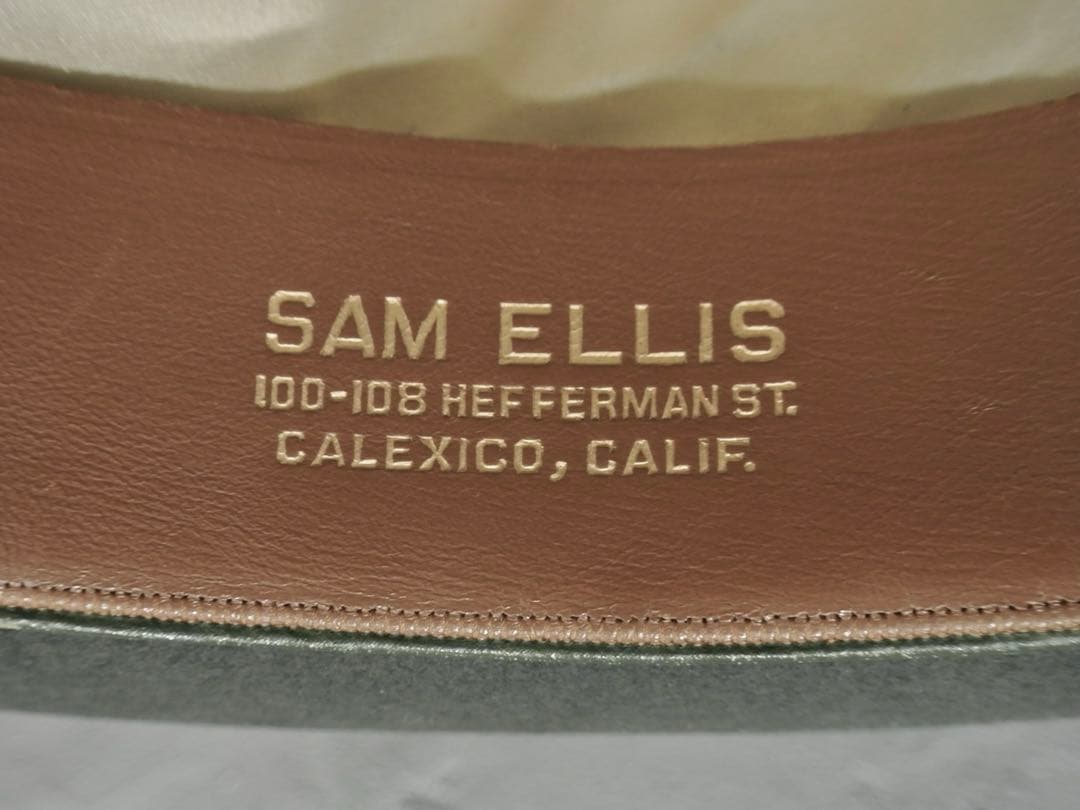 SAM ELLIS
100-108 HEFFERMAN ST.
CALEXICO, CALIF.